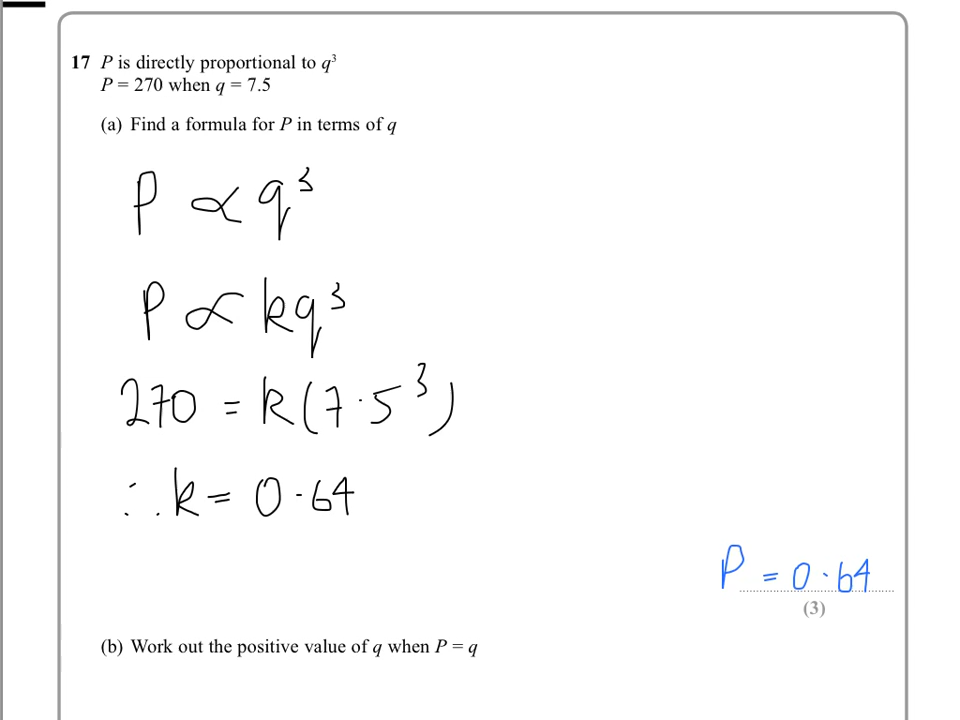 17 P is directly proportional to q³
P = 270 when q = 7.5
(a) Find a formula for P in terms of q
P ∝ q³
P ∝ kq³
270 = k(7·5³)
∴ k = 0·64
P = 0·64
(3)
(b) Work out the positive value of q when P = q